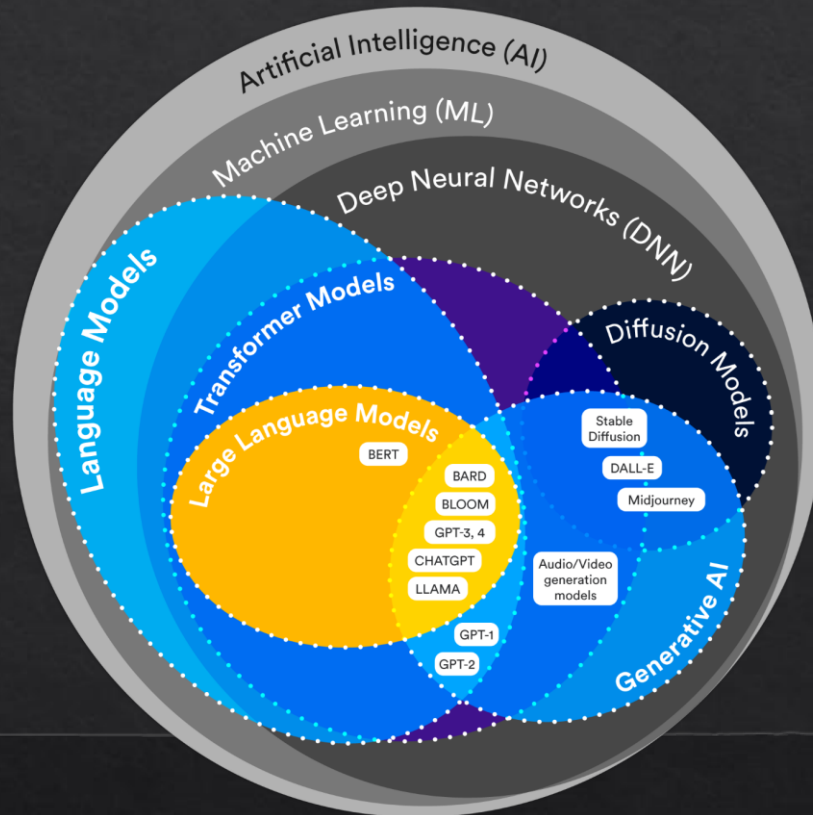 Artificial Intelligence (AI)
Machine Learning (ML)
Deep Neural Networks (DNN)
Language Models
Transformer Models
Diffusion Models
Large Language Models
Stable
Diffusion
BERT
DALL-E
BARD
Midjourney
BLOOM
GPT-3, 4
CHATGPT
Audio/Video
generation
models
LLAMA
GPT-1
GPT-2
Generative AI